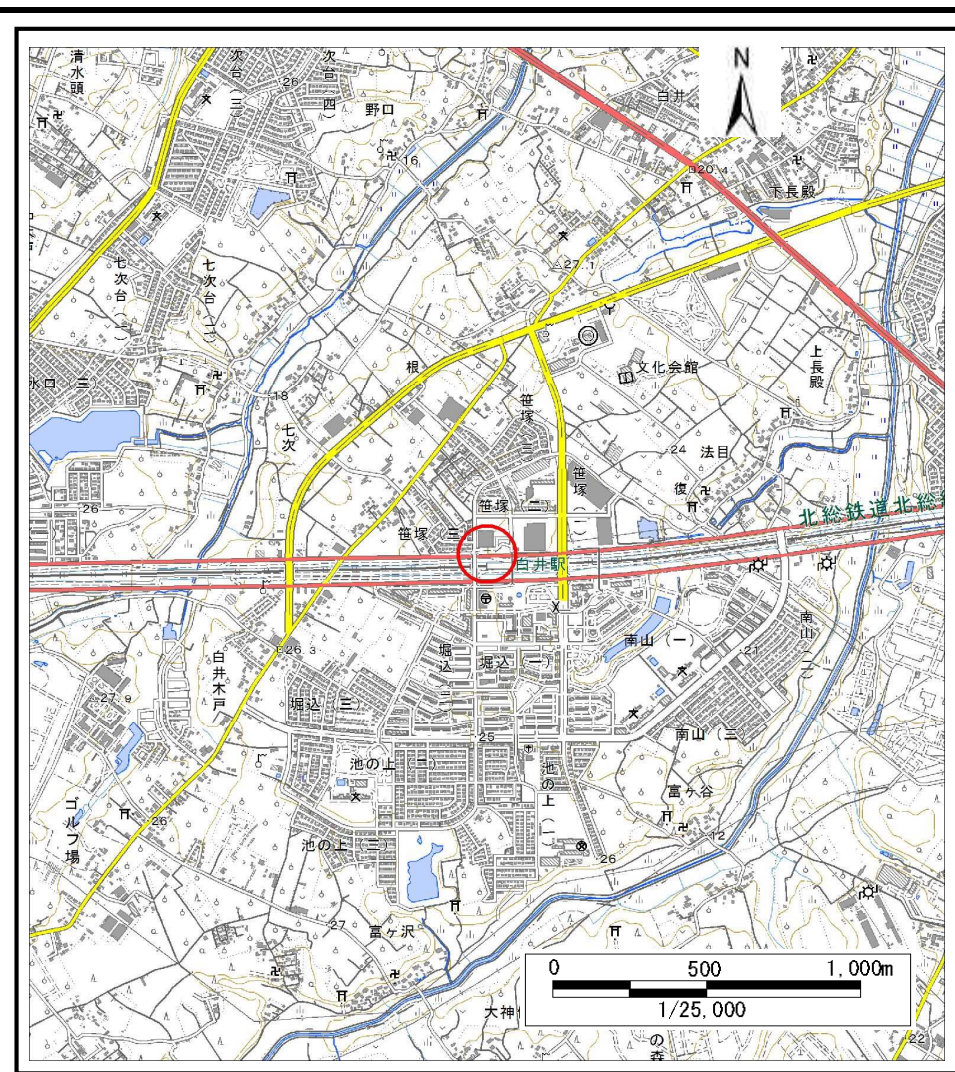 清水頭
次台(三)
26
次台(四)
野口
16
白井
N
20.4
下長殿
七次台(二)
27.1
根
文化会館
上長殿
水口(三)
18
七次
笹塚
笹塚
24
法目
復
26
笹塚(二)
笹塚(三)
北総鉄道北総線
白井駅
白井木戸
26.3
堀込(一)
南山(一)
21
南山(二)
27.9
堀込(三)
25
南山(三
池の上(二)
池の上(一)
富ヶ谷
12
ゴルフ場
26
池の上(三)
26
27
富ヶ沢
大神
の森
22
0 500 1,000m
1/25,000